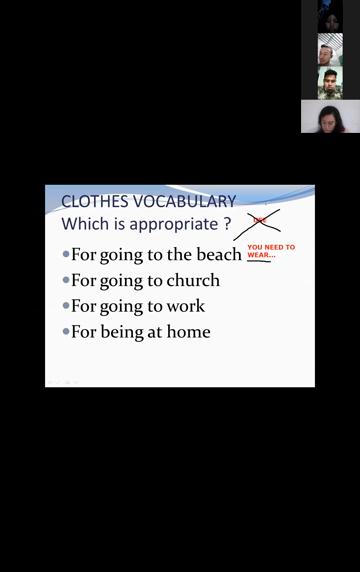 CLOTHES VOCABULARY
Which is appropriate ?
For going to the beach
YOU NEED TO
WEAR...
For going to church
For going to work
For being at home